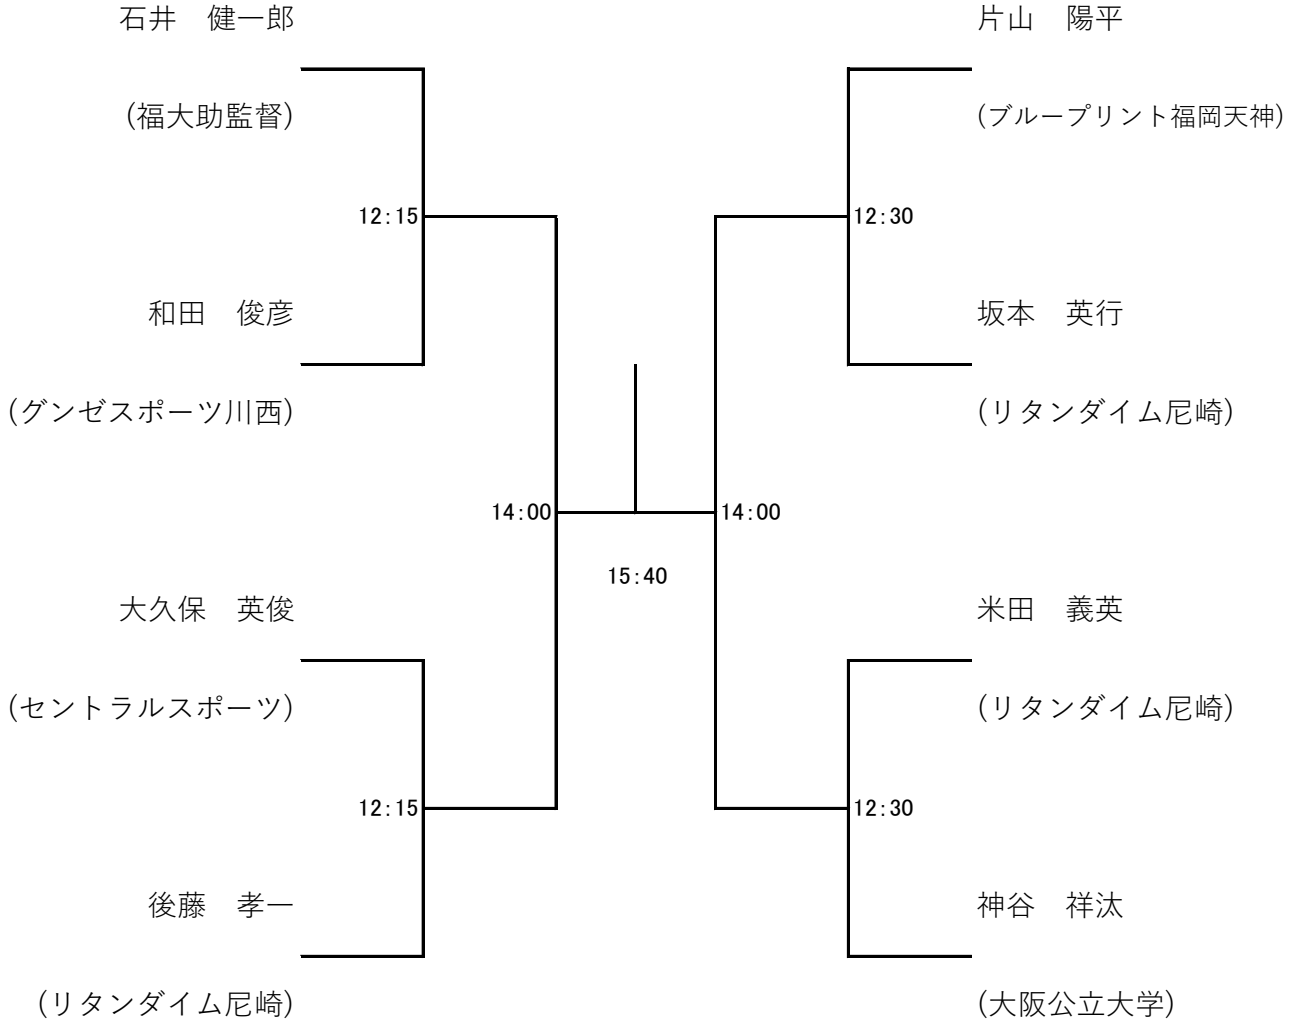 石井　健一郎
(福大助監督)
12:15
和田　俊彦
(グンゼスポーツ川西)
14:00
大久保　英俊
(セントラルスポーツ)
12:15
後藤　孝一
(リタンダイム尼崎)
15:40
片山　陽平
(ブループリント福岡天神)
12:30
坂本　英行
(リタンダイム尼崎)
14:00
米田　義英
(リタンダイム尼崎)
12:30
神谷　祥汰
(大阪公立大学)